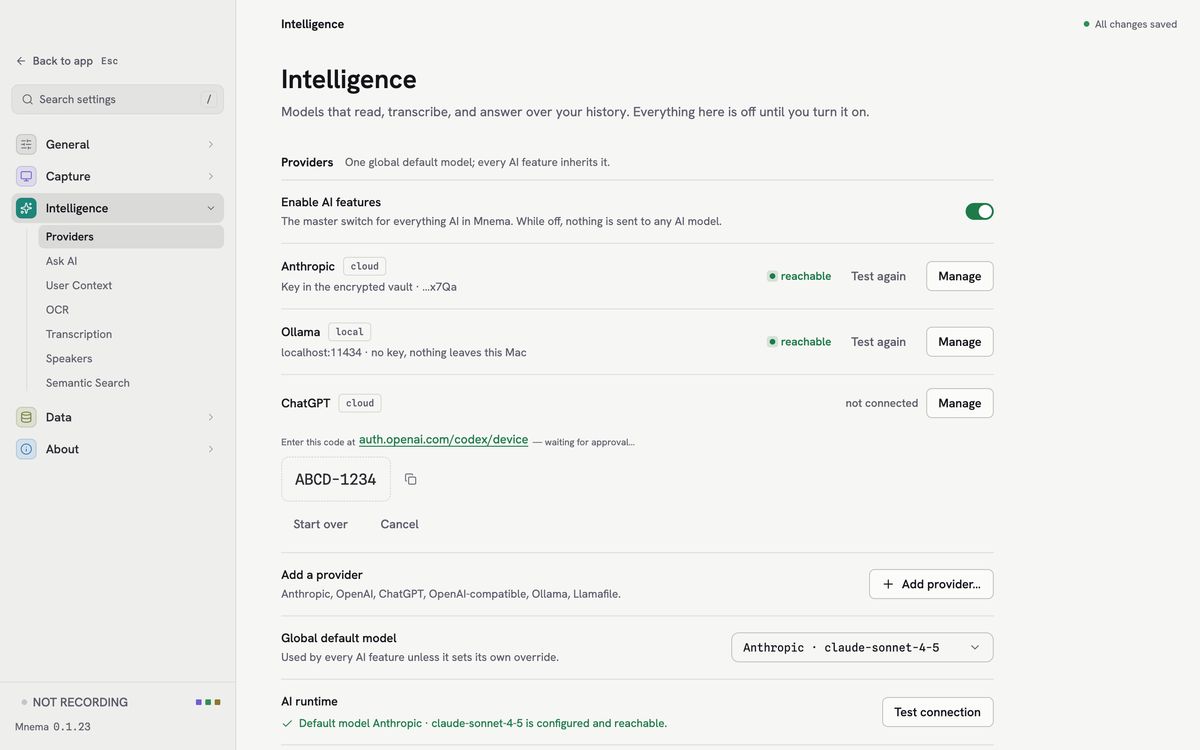 Back to app Esc
Search settings /
General
Capture
Intelligence
Providers
Ask AI
User Context
OCR
Transcription
Speakers
Semantic Search
Data
About
NOT RECORDING
Mnema 0.1.23
Intelligence
All changes saved
Intelligence
Models that read, transcribe, and answer over your history. Everything here is off until you turn it on.
Providers One global default model; every AI feature inherits it.
Enable AI features
The master switch for everything AI in Mnema. While off, nothing is sent to any AI model.
Anthropic cloud
Key in the encrypted vault · …x7Qa
reachable Test again Manage
Ollama local
localhost:11434 · no key, nothing leaves this Mac
reachable Test again Manage
ChatGPT cloud
not connected Manage
Enter this code at auth.openai.com/codex/device — waiting for approval…
ABCD-1234
Start over Cancel
Add a provider
Anthropic, OpenAI, ChatGPT, OpenAI-compatible, Ollama, Llamafile.
Add provider…
Global default model
Used by every AI feature unless it sets its own override.
Anthropic · claude-sonnet-4-5
AI runtime
Default model Anthropic · claude-sonnet-4-5 is configured and reachable.
Test connection